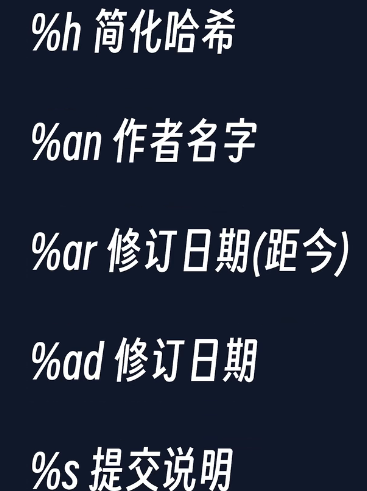 %h 简化哈希
%an 作者名字
%ar 修订日期(距今)
%ad 修订日期
%s 提交说明